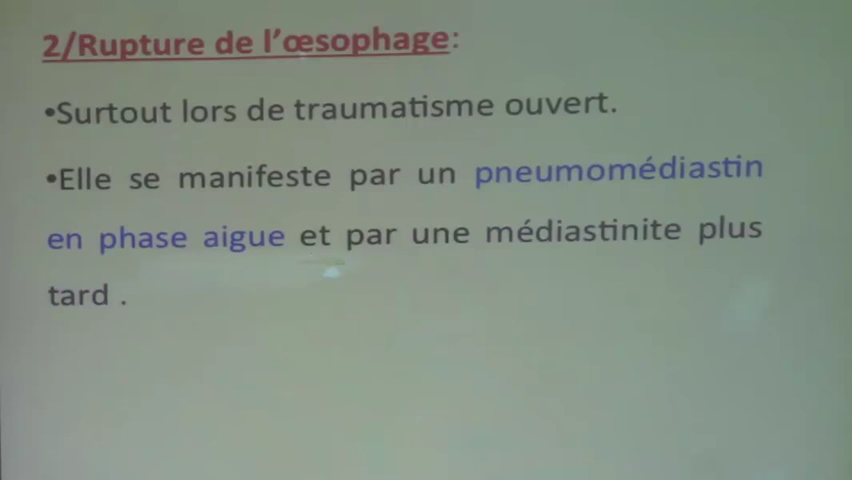 2/Rupture de l'œsophage:
•Surtout lors de traumatisme ouvert.
•Elle se manifeste par un pneumomédiastin
en phase aigue et par une médiastinite plus
tard .